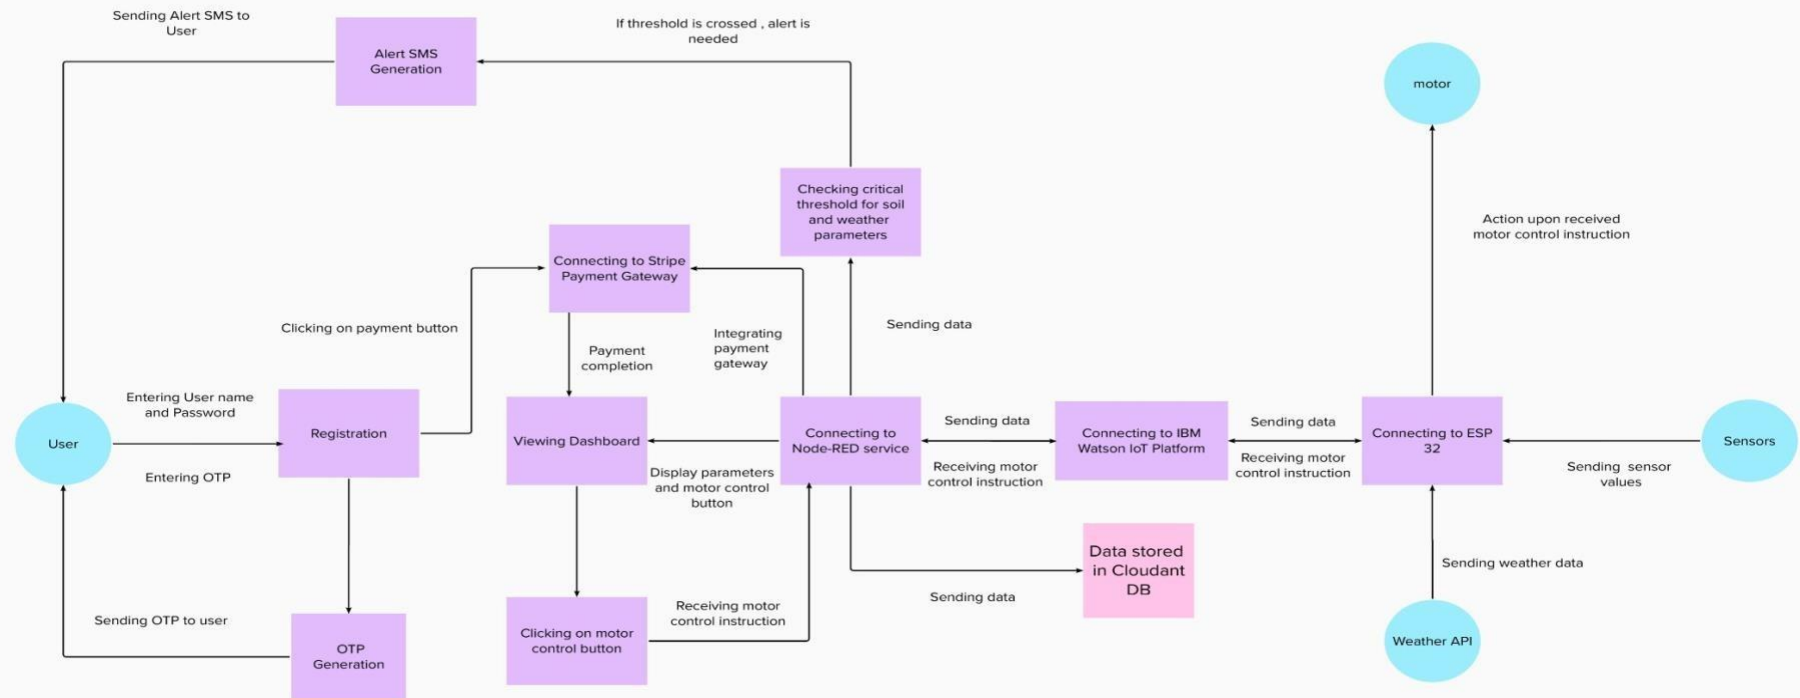 Sending Alert SMS to
User
Alert SMS
Generation
If threshold is crossed , alert is
needed
motor
Checking critical
threshold for soil
and weather
parameters
Action upon received
motor control instruction
Connecting to Stripe
Payment Gateway
Clicking on payment button
Payment
completion
Integrating
payment
gateway
Sending data
Entering User name
and Password
User
Entering OTP
Registration
Viewing Dashboard
Display parameters
and motor control
button
Connecting to
Node-RED service
Sending data
Receiving motor
control instruction
Connecting to IBM
Watson IoT Platform
Sending data
Receiving motor
control instruction
Connecting to ESP
32
Sending sensor
values
Sensors
Sending weather data
Data stored
in Cloudant
DB
Sending data
Sending OTP to user
OTP
Generation
Clicking on motor
control button
Receiving motor
control instruction
Weather API